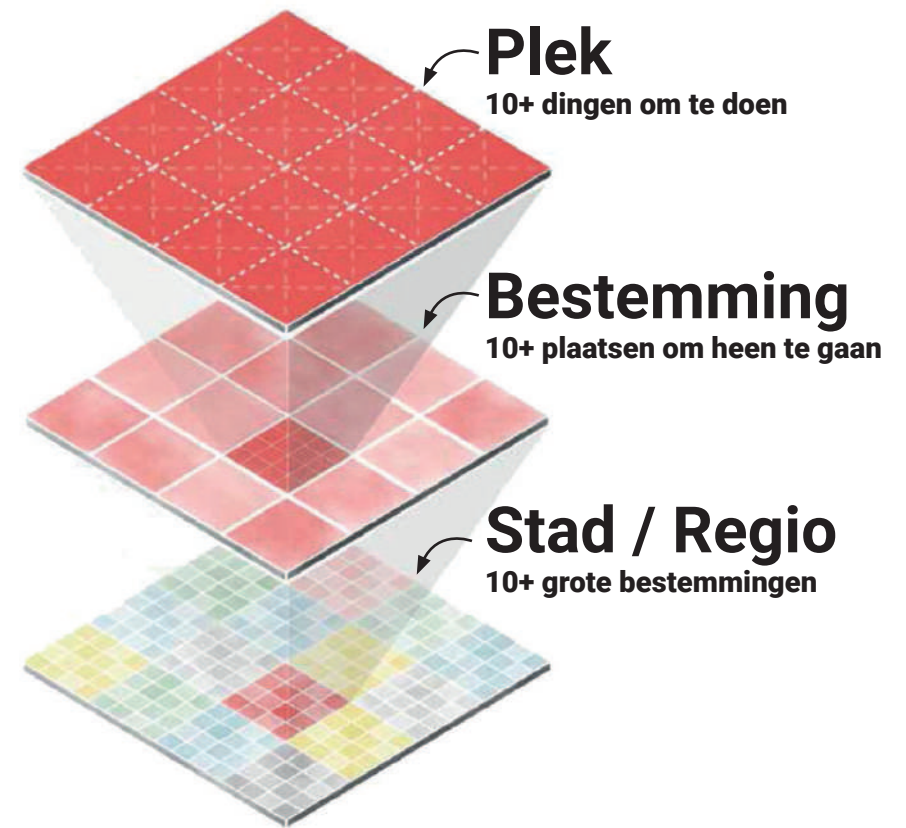 Plek
10+ dingen om te doen
Bestemming
10+ plaatsen om heen te gaan
Stad / Regio
10+ grote bestemmingen